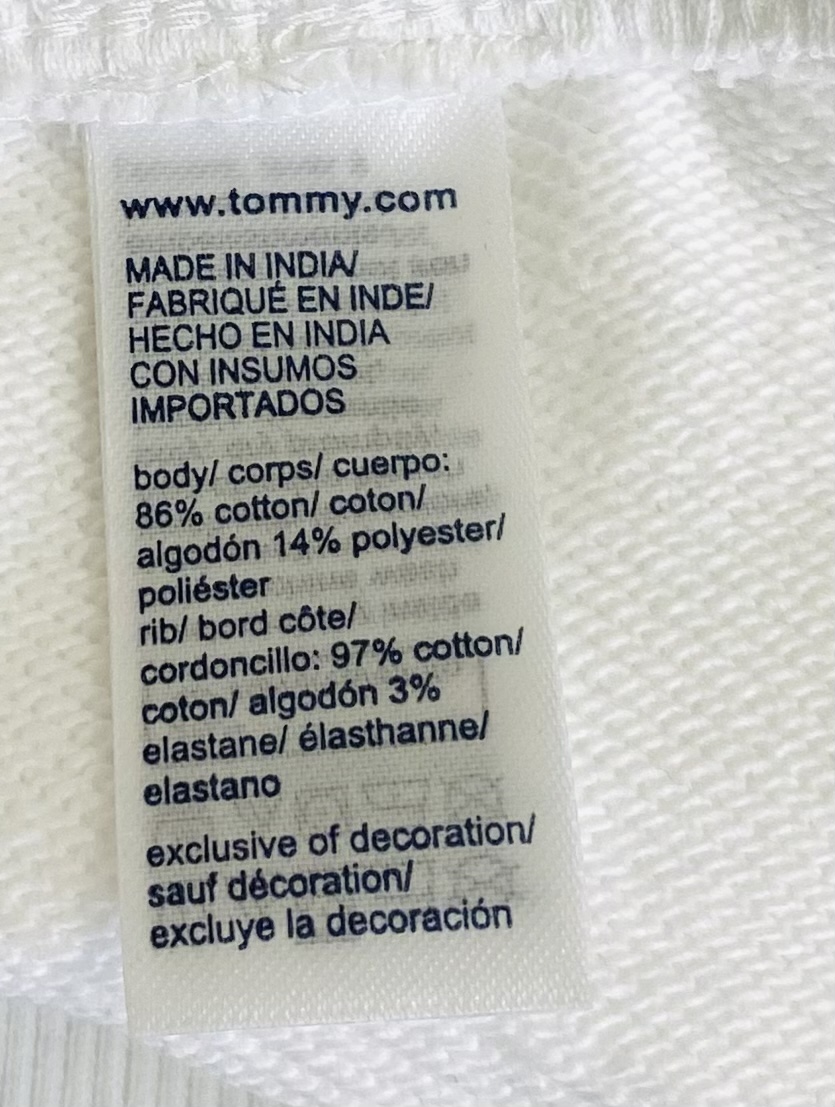 www.tommy.com
MADE IN INDIA/
FABRIQUÉ EN INDE/
HECHO EN INDIA
CON INSUMOS
IMPORTADOS
body/ corps/ cuerpo:
86% cotton/ coton/
algodón 14% polyester/
poliéster
rib/ bord côte/
cordoncillo: 97% cotton/
coton/ algodón 3%
elastane/ élasthanne/
elastano
exclusive of decoration/
sauf décoration/
excluye la decoración